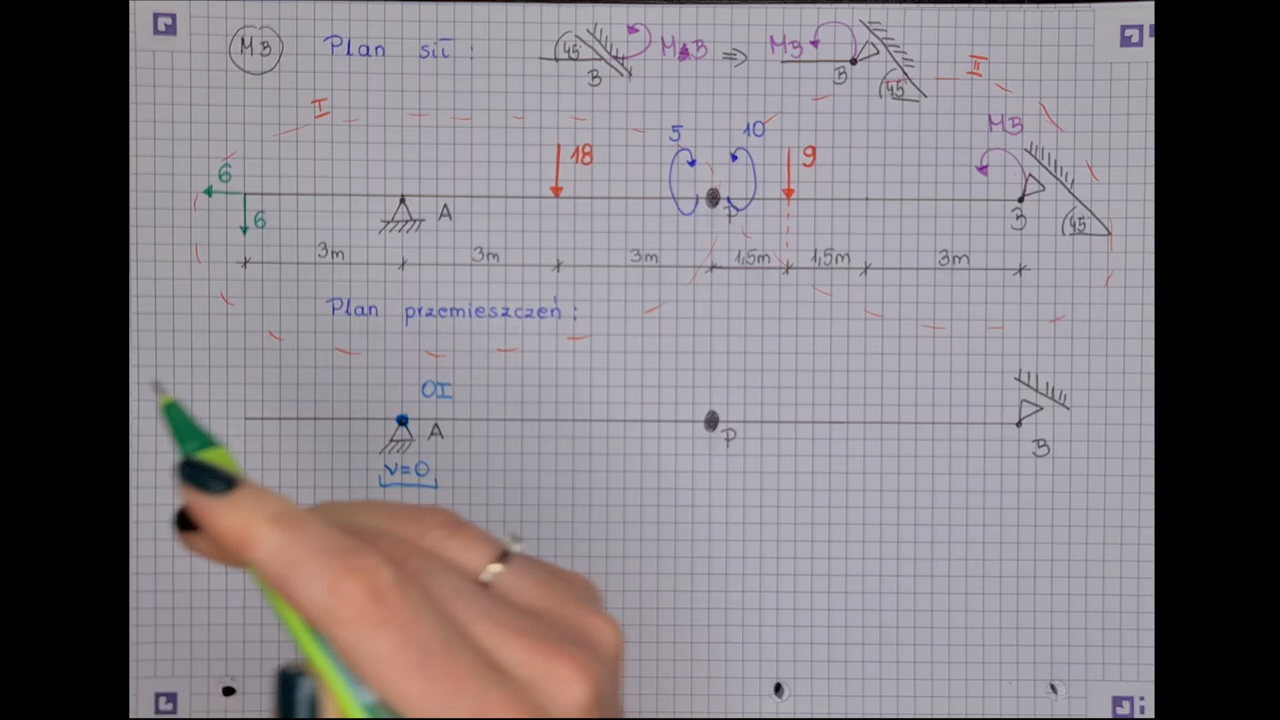 MB Plan sił : 45 B MAB ⇒ MB B 45 II
I
5 10 MB
6 18 9
6 A P B 45
3m 3m 3m 1,5m 1,5m 3m
Plan przemieszczeń :
OI
A P B
v=0